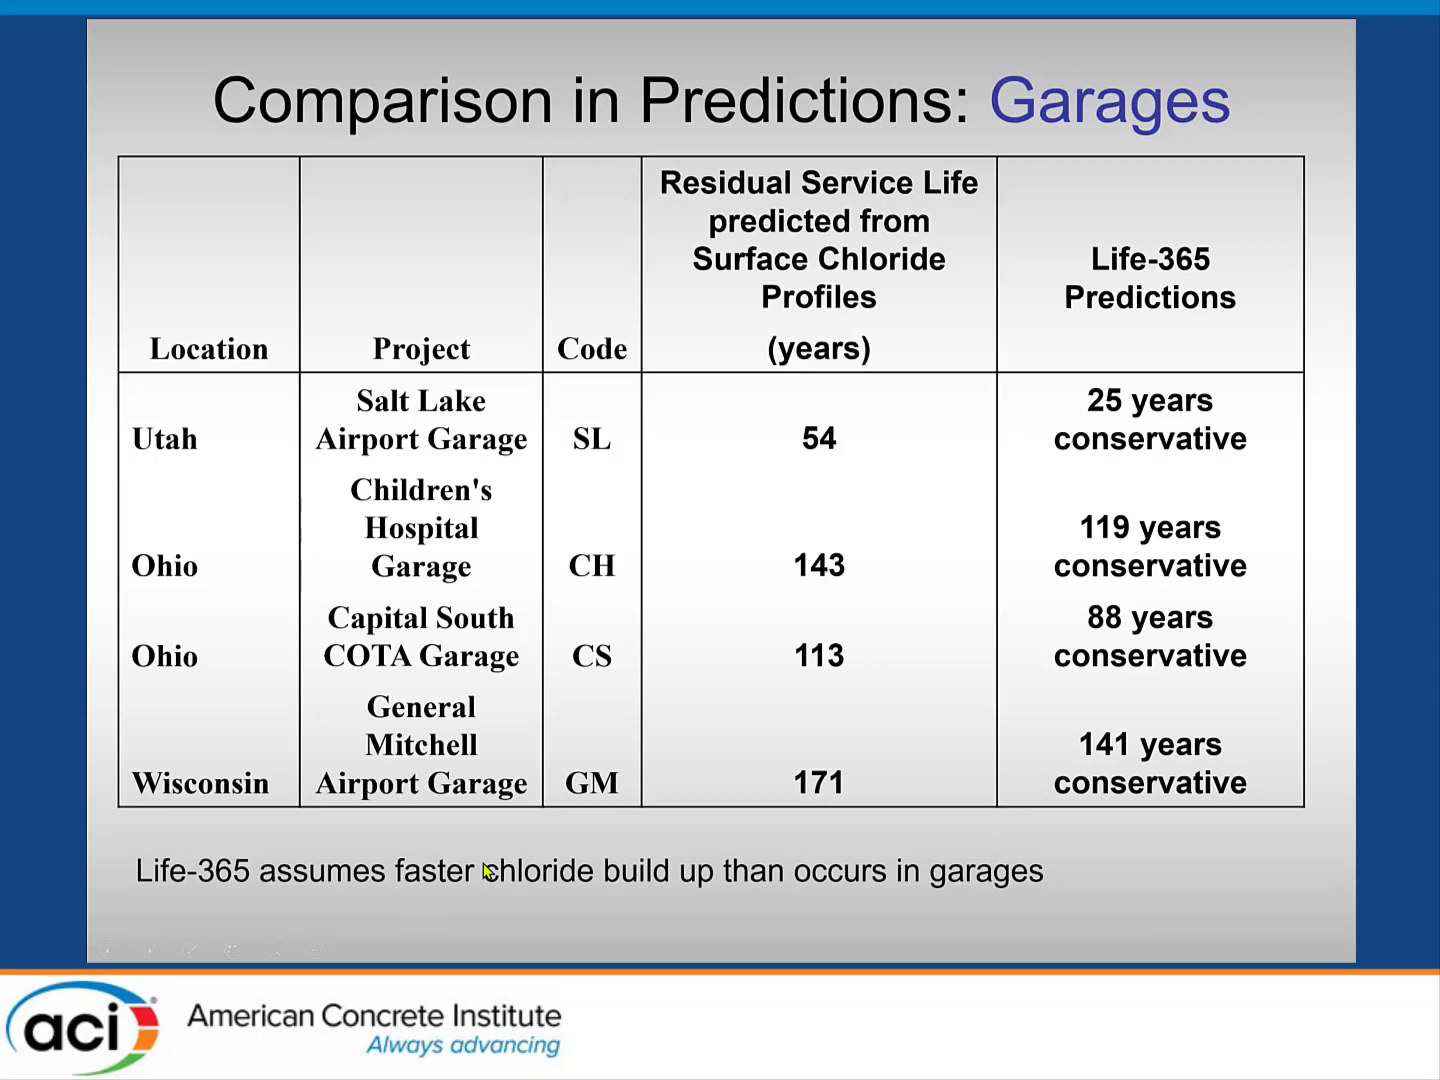 Comparison in Predictions: Garages
Location
Project
Code
Residual Service Life
predicted from
Surface Chloride
Profiles
(years)
Life-365
Predictions
Utah
Salt Lake
Airport Garage
SL
54
25 years
conservative
Ohio
Children's
Hospital
Garage
CH
143
119 years
conservative
Ohio
Capital South
COTA Garage
CS
113
88 years
conservative
Wisconsin
General
Mitchell
Airport Garage
GM
171
141 years
conservative
Life-365 assumes faster chloride build up than occurs in garages
aci
American Concrete Institute
Always advancing